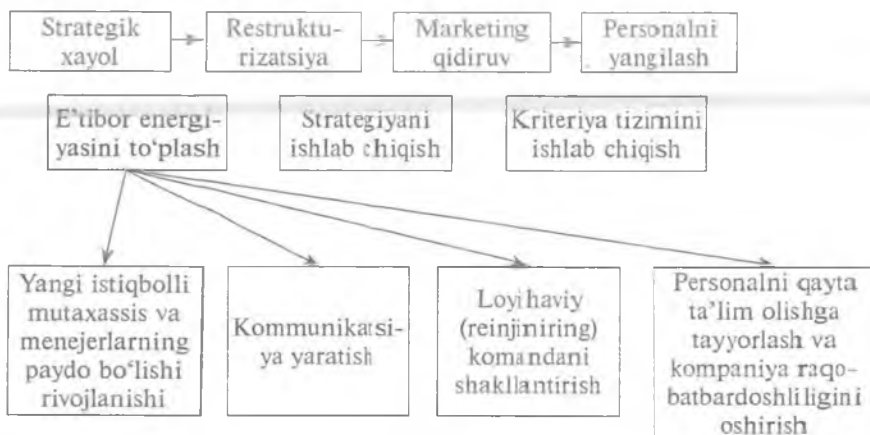 Strategik
xayol
Restruktu-
rizatsiya
Marketing
qidiruv
Personalni
yangilash
E'tibor energi-
yasini to‘plash
Strategiyani
ishlab chiqish
Kriteriya tizimini
ishlab chiqish
Yangi istiqbolli
mutaxassis va
menejerlarning
paydo bo‘lishi
rivojlanishi
Kommunikatsi-
ya yaratish
Loyihaviy
(reinjiniring)
komandani
shakllantirish
Personalni qayta
ta’lim olishga
tayyorlash va
kompaniya raqo-
batbardoshliligini
oshirish